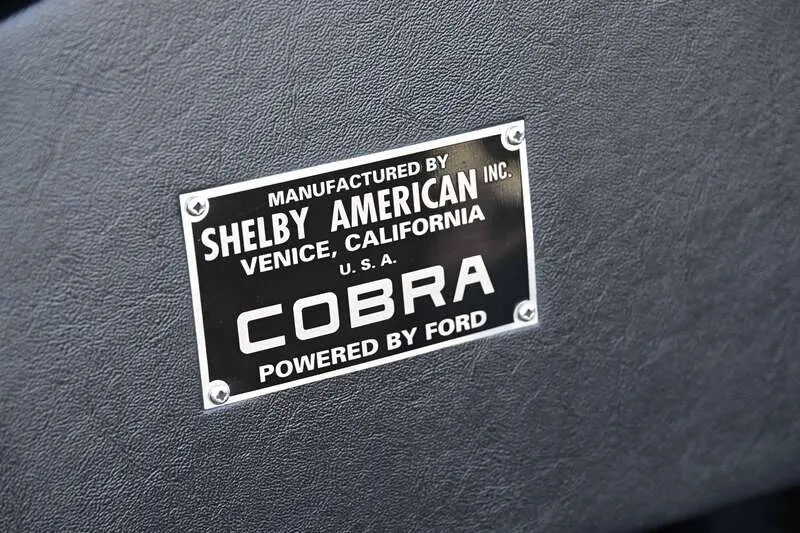 MANUFACTURED BY
SHELBY AMERICAN INC.
VENICE, CALIFORNIA
U. S. A.
COBRA
POWERED BY FORD